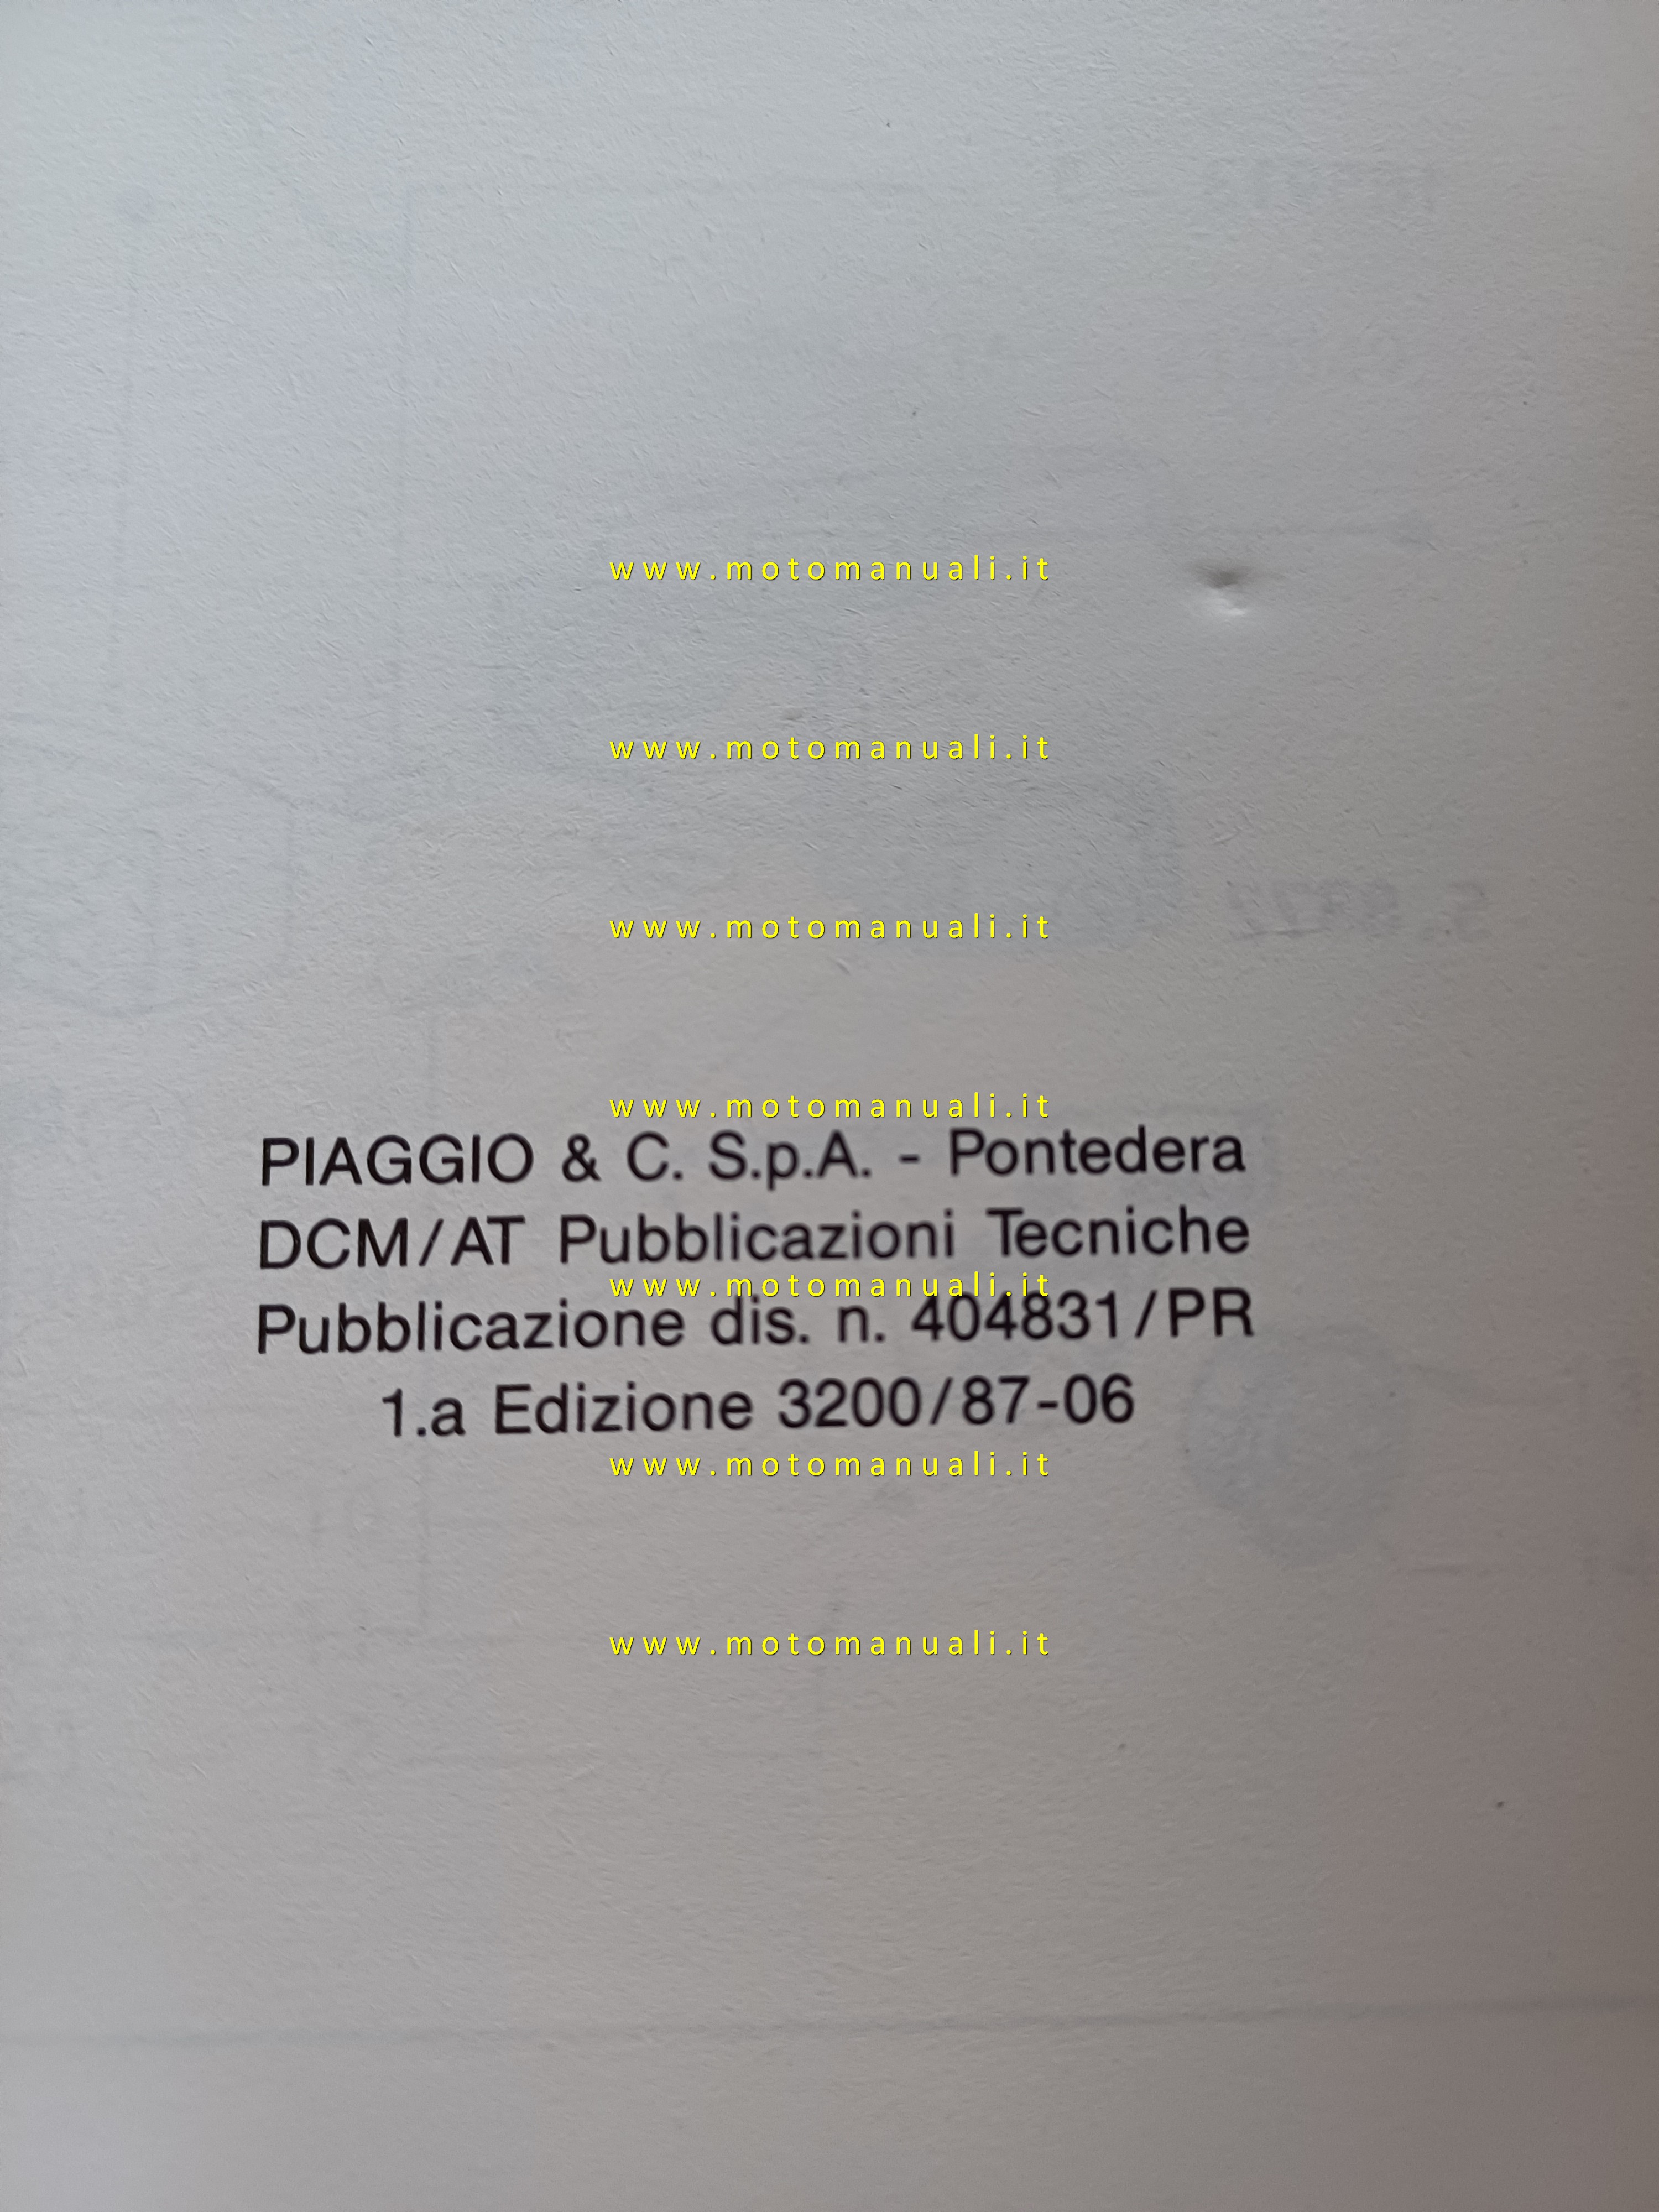 www.motomanuali.it
www.motomanuali.it
www.motomanuali.it
www.motomanuali.it
PIAGGIO & C. S.p.A. - Pontedera
DCM/AT Pubblicazioni Tecniche
www.motomanuali.it
Pubblicazione dis. n. 404831/PR
1.a Edizione 3200/87-06
www.motomanuali.it
www.motomanuali.it